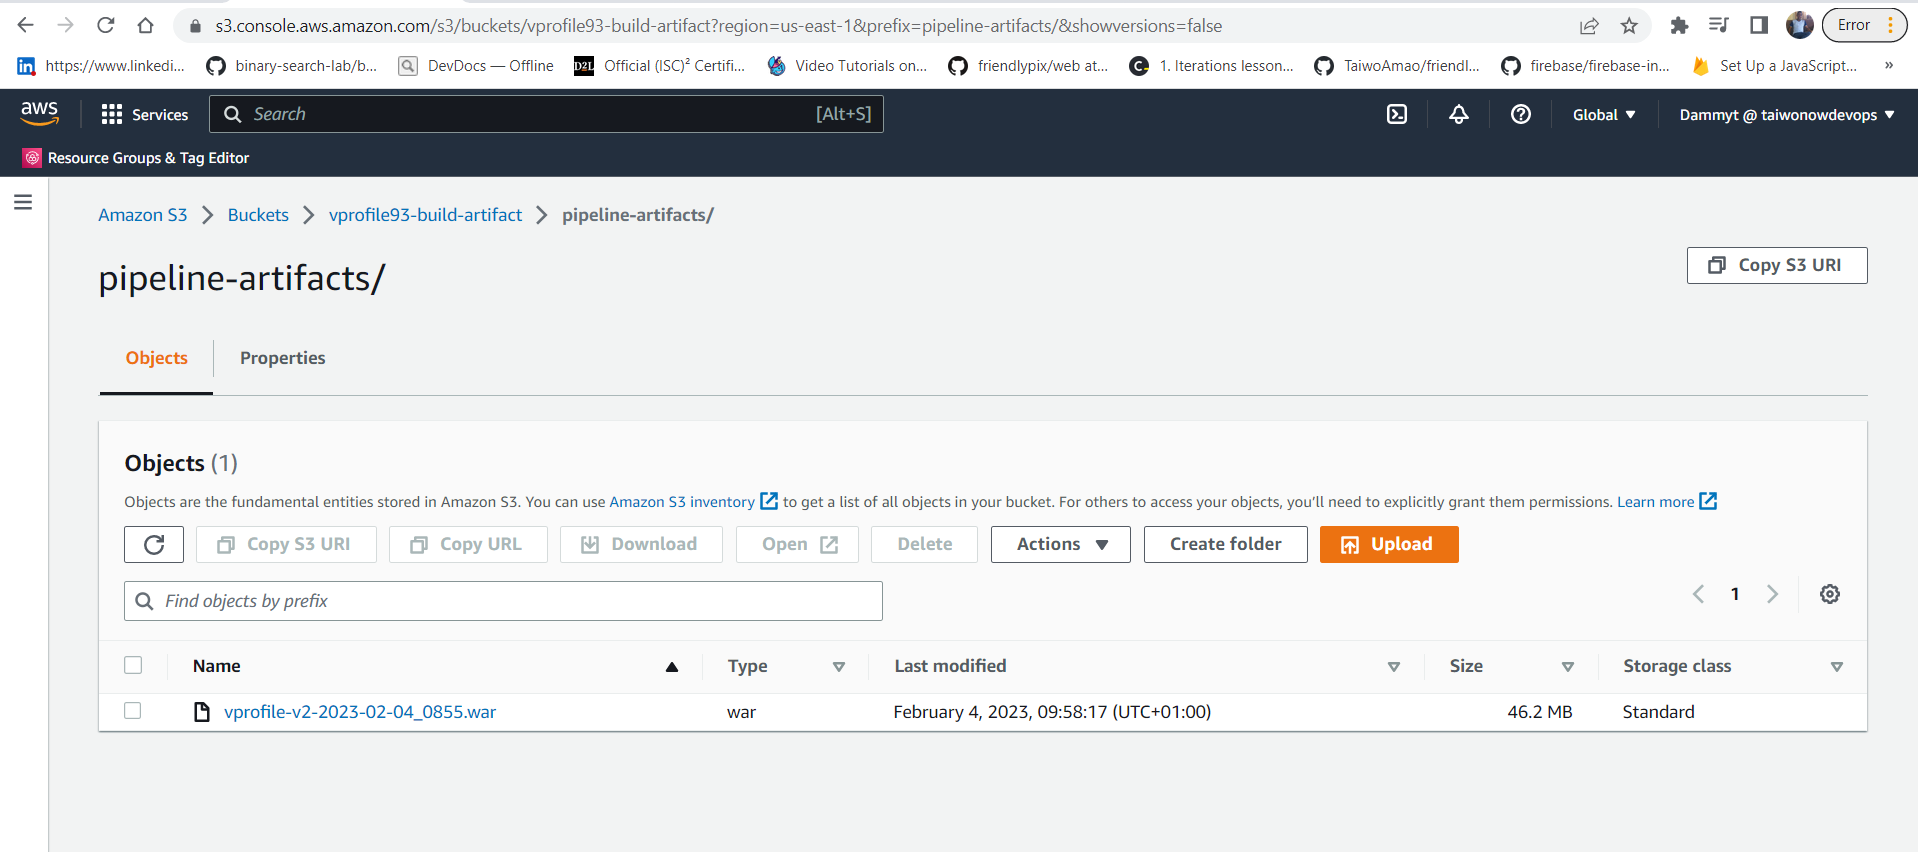 s3.console.aws.amazon.com/s3/buckets/vprofile93-build-artifact?region=us-east-1&prefix=pipeline-artifacts/&showversions=false
Error
https://www.linkedi... binary-search-lab/b... DevDocs — Offline D2L Official (ISC)² Certifi... Video Tutorials on... friendlypix/web at... C 1. Iterations lesson... TaiwoAmao/friendl... firebase/firebase-in... Set Up a JavaScript... »
aws Services Search [Alt+S] Global Dammyt @ taiwonowdevops
Resource Groups & Tag Editor
Amazon S3 Buckets vprofile93-build-artifact pipeline-artifacts/
pipeline-artifacts/
Copy S3 URI
Objects Properties
Objects (1)
Objects are the fundamental entities stored in Amazon S3. You can use Amazon S3 inventory to get a list of all objects in your bucket. For others to access your objects, you’ll need to explicitly grant them permissions. Learn more
Copy S3 URI Copy URL Download Open Delete Actions Create folder Upload
Find objects by prefix
1
Name Type Last modified Size Storage class
vprofile-v2-2023-02-04_0855.war war February 4, 2023, 09:58:17 (UTC+01:00) 46.2 MB Standard